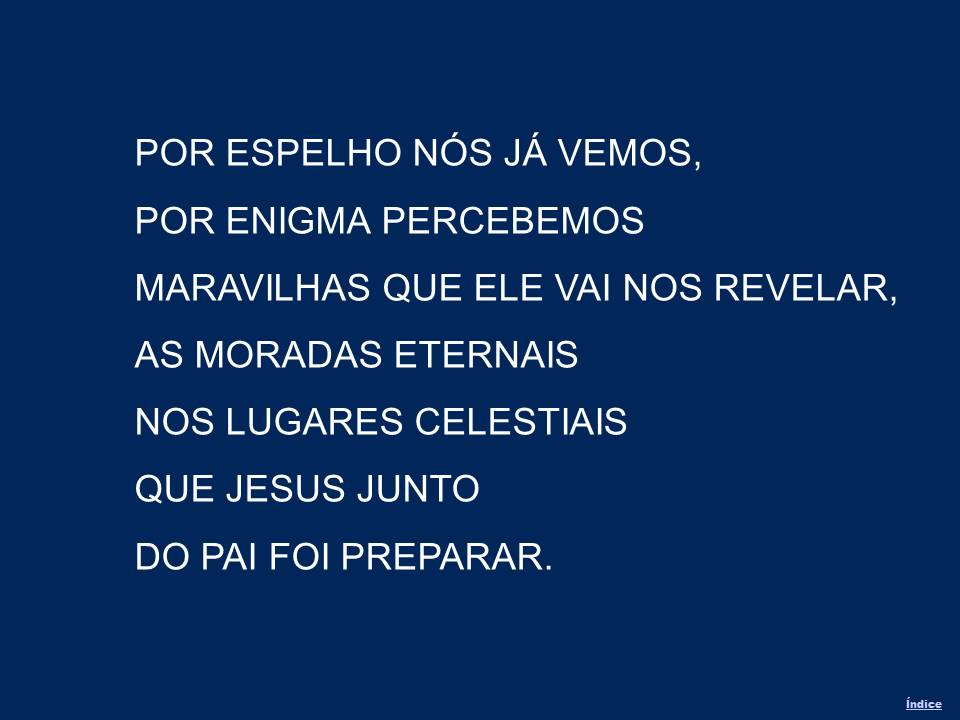 POR ESPELHO NÓS JÁ VEMOS,
POR ENIGMA PERCEBEMOS
MARAVILHAS QUE ELE VAI NOS REVELAR,
AS MORADAS ETERNAIS
NOS LUGARES CELESTIAIS
QUE JESUS JUNTO
DO PAI FOI PREPARAR.
Índice